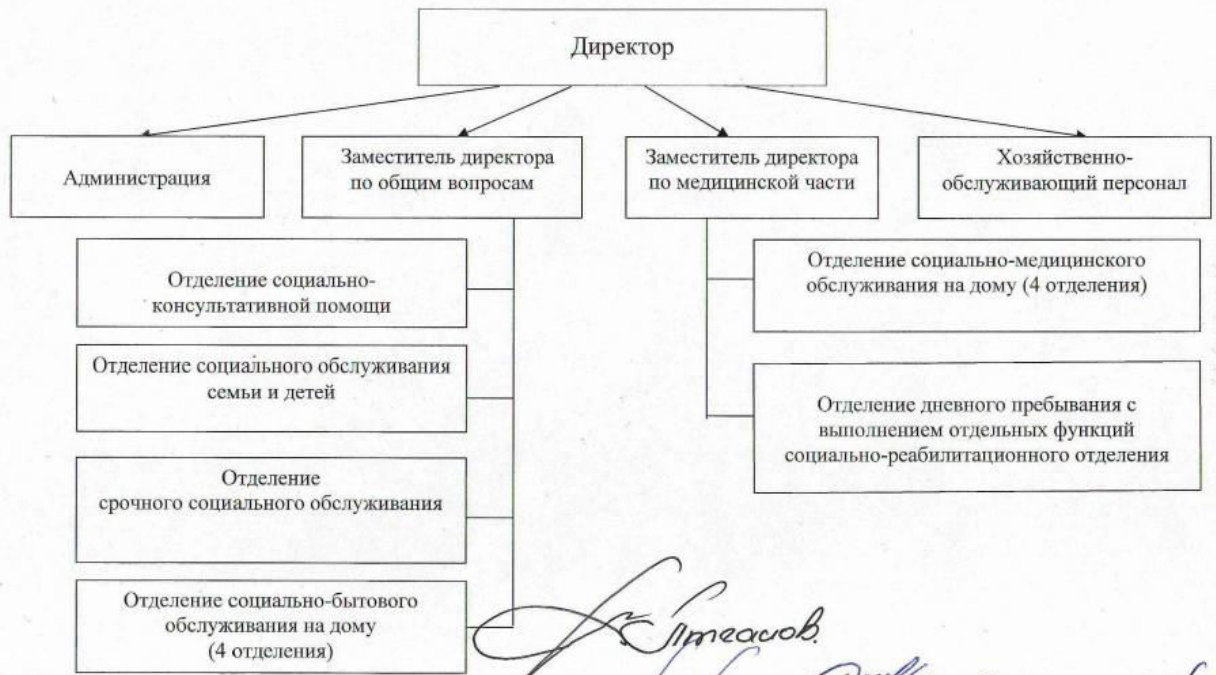 Директор
Администрация
Заместитель директора
по общим вопросам
Заместитель директора
по медицинской части
Хозяйственно-
обслуживающий персонал
Отделение социально-
консультативной помощи
Отделение социального обслуживания
семьи и детей
Отделение
срочного социального обслуживания
Отделение социально-бытового
обслуживания на дому
(4 отделения)
Отделение социально-медицинского
обслуживания на дому (4 отделения)
Отделение дневного пребывания с
выполнением отдельных функций
социально-реабилитационного отделения